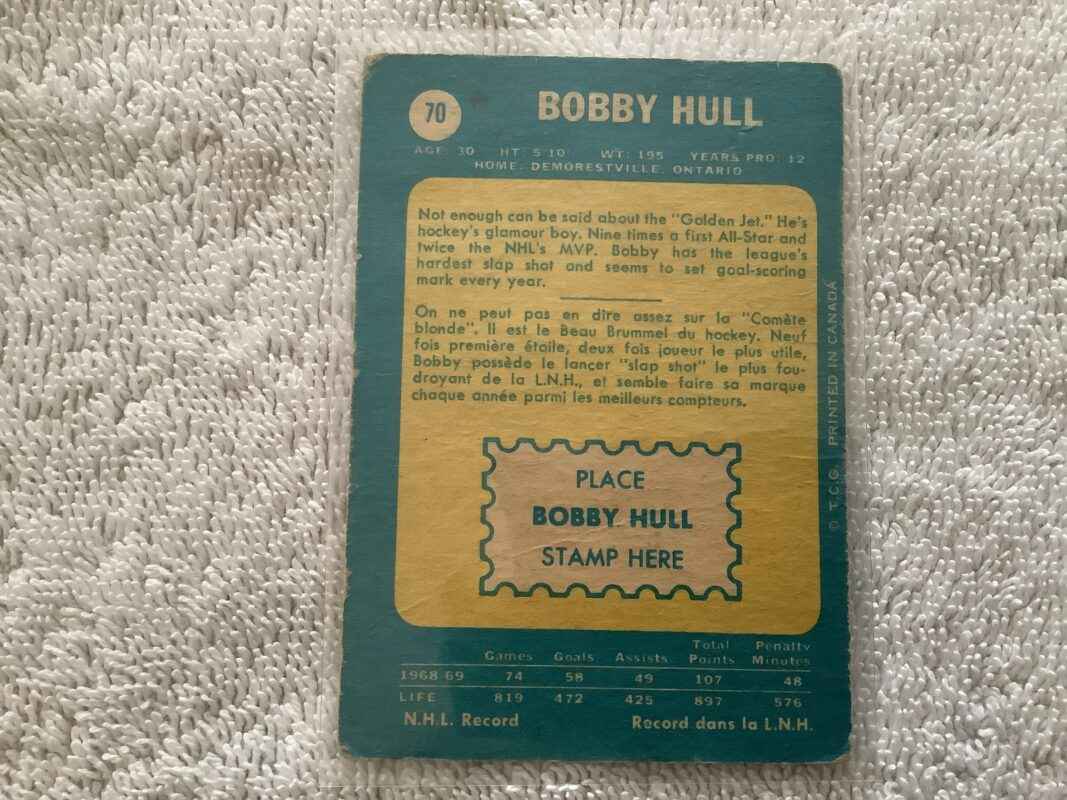 70
BOBBY HULL
AGE: 30 HT: 5'10 WT: 195 YEARS PRO: 12
HOME: DEMORESTVILLE, ONTARIO
Not enough can be said about the "Golden Jet." He's
hockey's glamour boy. Nine times a first All-Star and
twice the NHL's MVP. Bobby has the league's
hardest slap shot and seems to set goal-scoring
mark every year.
On ne peut pas en dire assez sur la "Comète
blonde". Il est le Beau Brummel du hockey. Neuf
fois première étoile, deux fois joueur le plus utile,
Bobby possède le lancer "slap shot" le plus fou-
droyant de la L.N.H., et semble faire sa marque
chaque année parmi les meilleurs compteurs.
PLACE
BOBBY HULL
STAMP HERE
© T.C.G. PRINTED IN CANADA
Games Goals Assists Total Points Penalty Minutes
1968-69 74 58 49 107 48
LIFE 819 472 425 897 576
N.H.L. Record Record dans la L.N.H.